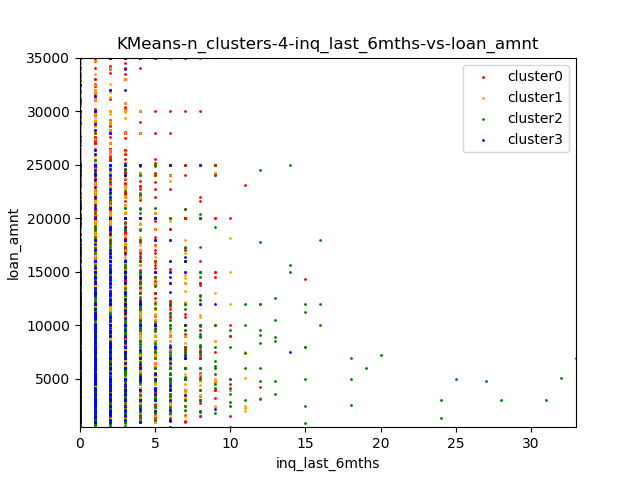 KMeans-n_clusters-4-inq_last_6mths-vs-loan_amnt
35000
30000
25000
20000
15000
10000
5000
loan_amnt
cluster0
cluster1
cluster2
cluster3
0 5 10 15 20 25 30
inq_last_6mths